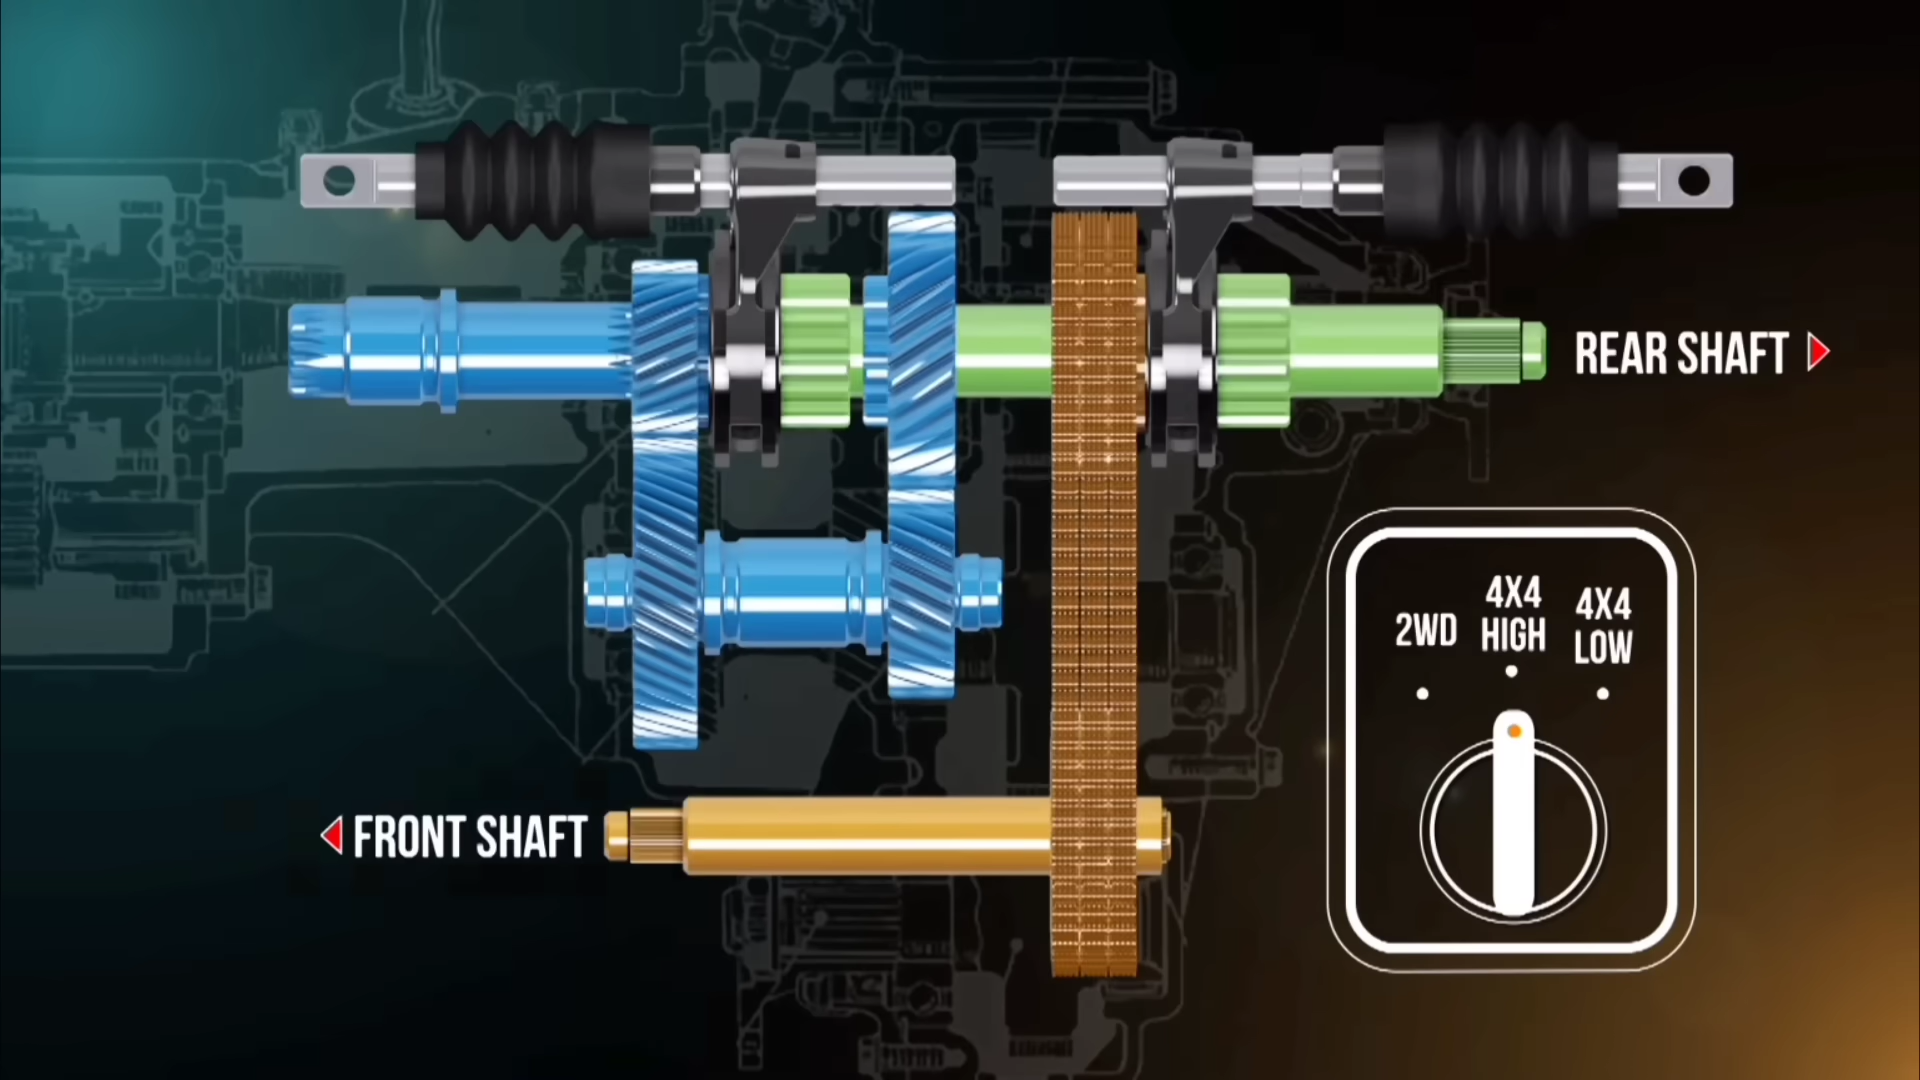 REAR SHAFT
2WD
4X4
HIGH
4X4
LOW
FRONT SHAFT